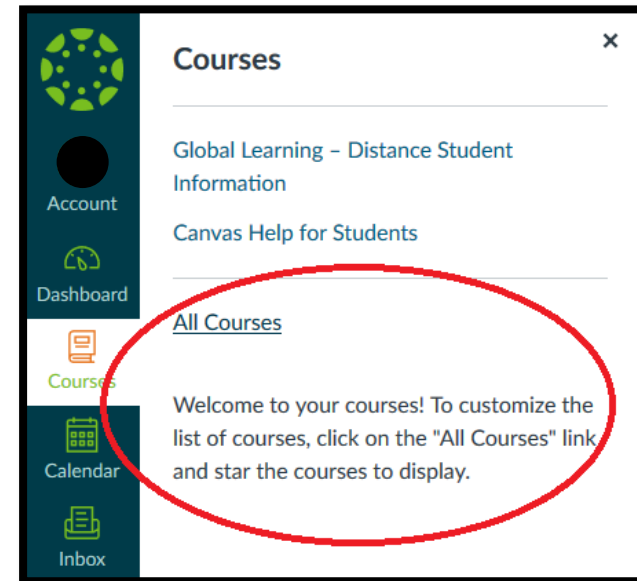 Courses
×
Global Learning – Distance Student
Information
Canvas Help for Students
All Courses
Welcome to your courses! To customize the
list of courses, click on the "All Courses" link
and star the courses to display.
Account
Dashboard
Courses
Calendar
Inbox